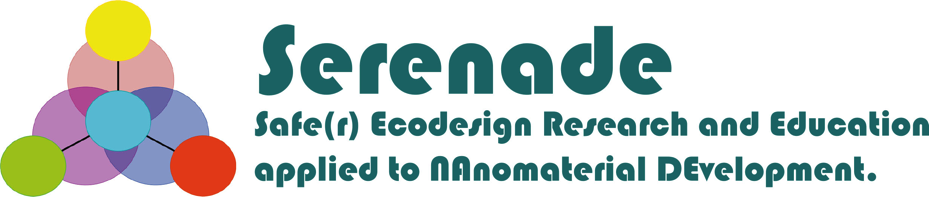 Serenade
Safe(r) Ecodesign Research and Education
applied to NAnomaterial DEvelopment.